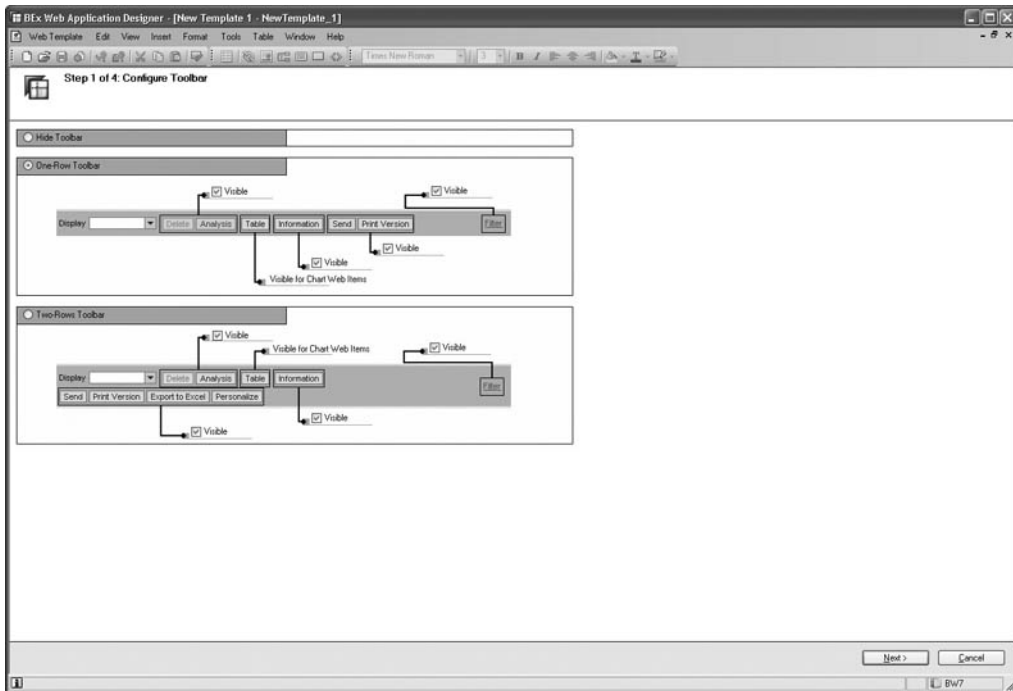 BEx Web Application Designer - [New Template 1 - NewTemplate_1]
Web Template Edit View Insert Format Tools Table Window Help
Times New Roman 3 B I T
Step 1 of 4: Configure Toolbar
Hide Toolbar
One-Row Toolbar
Visible Visible
Display Delete Analysis Table Information Send Print Version Filter
Visible
Visible
Visible for Chart Web Items
Two-Rows Toolbar
Visible
Visible for Chart Web Items Visible
Display Delete Analysis Table Information Filter
Send Print Version Export to Excel Personalize
Visible
Visible
Next > Cancel
BW7